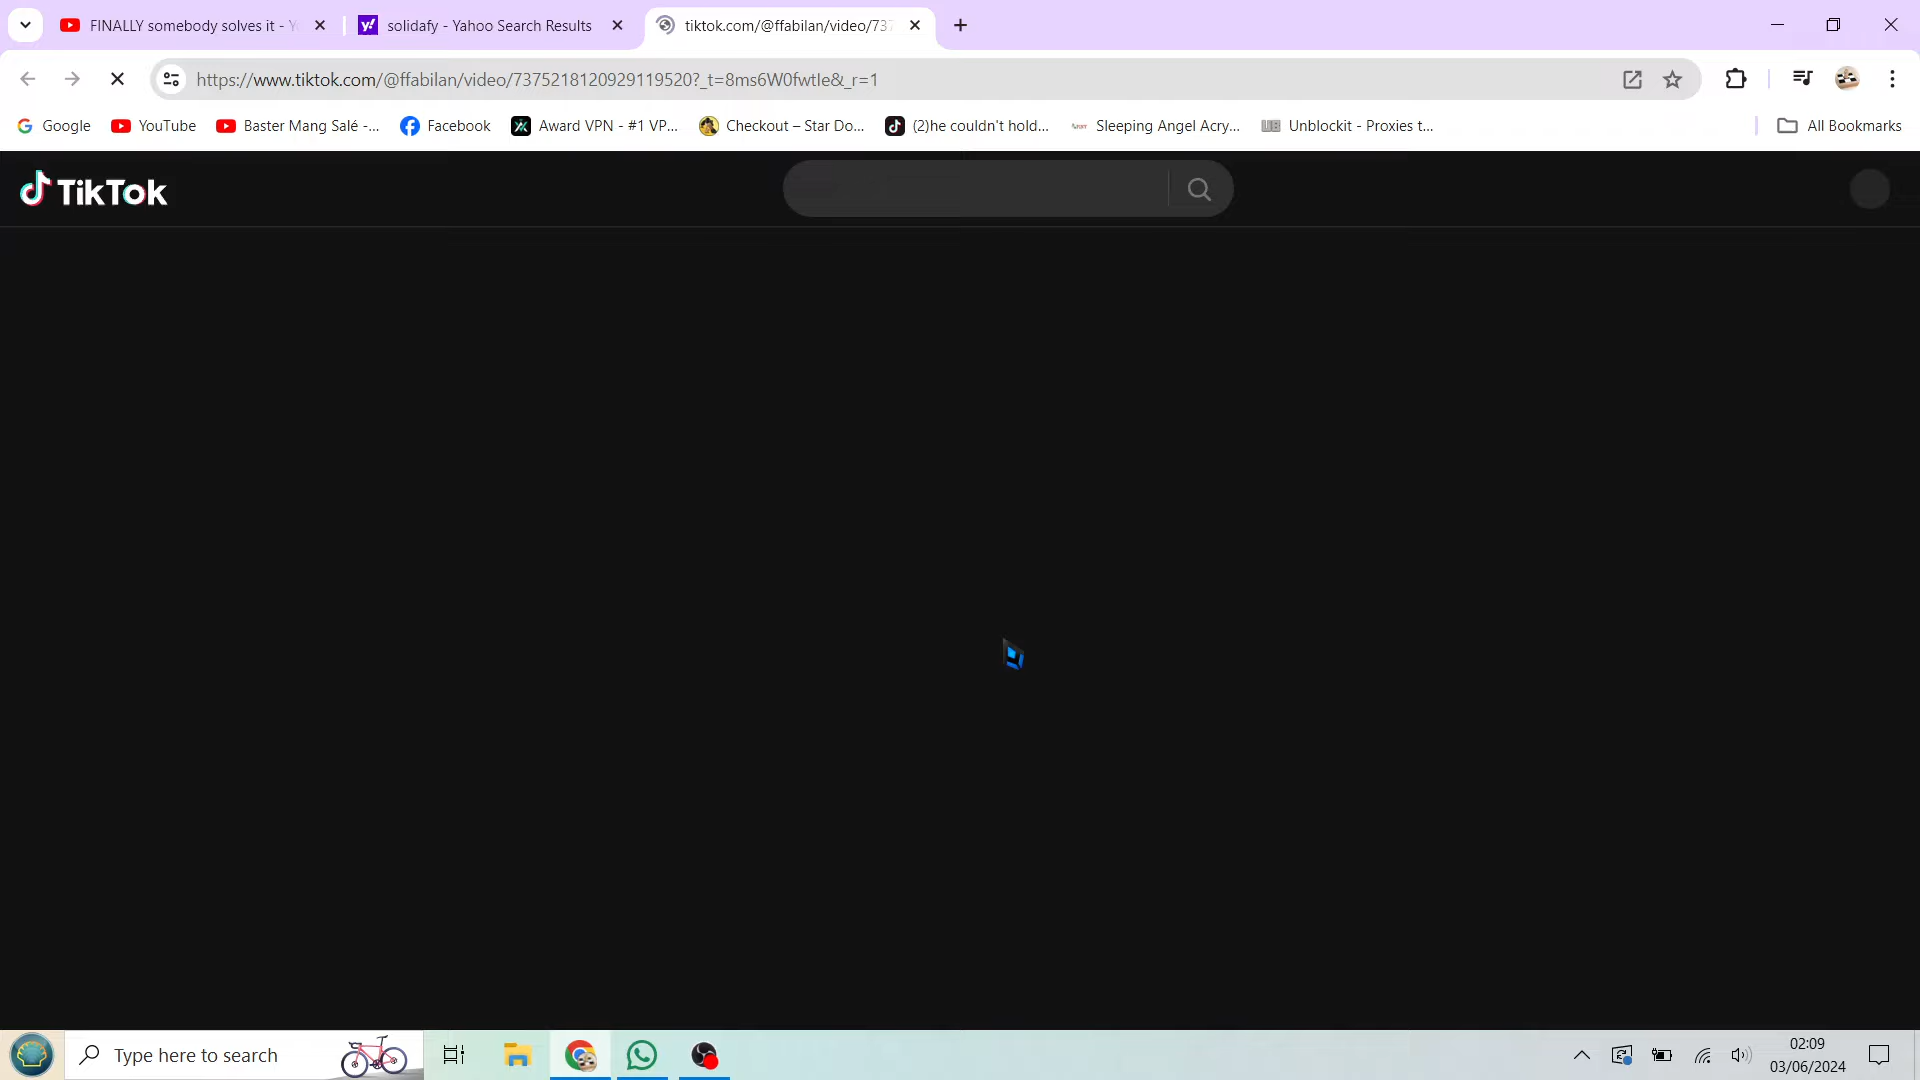 FINALLY somebody solves it - Y
solidafy - Yahoo Search Results
tiktok.com/@ffabilan/video/737
https://www.tiktok.com/@ffabilan/video/7375218120929119520?_t=8ms6W0fwtIe&_r=1
Google
YouTube
Baster Mang Salé -...
Facebook
Award VPN - #1 VP...
Checkout – Star Do...
(2)he couldn't hold...
Sleeping Angel Acry...
Unblockit - Proxies t...
All Bookmarks
TikTok
Type here to search
02:09
03/06/2024